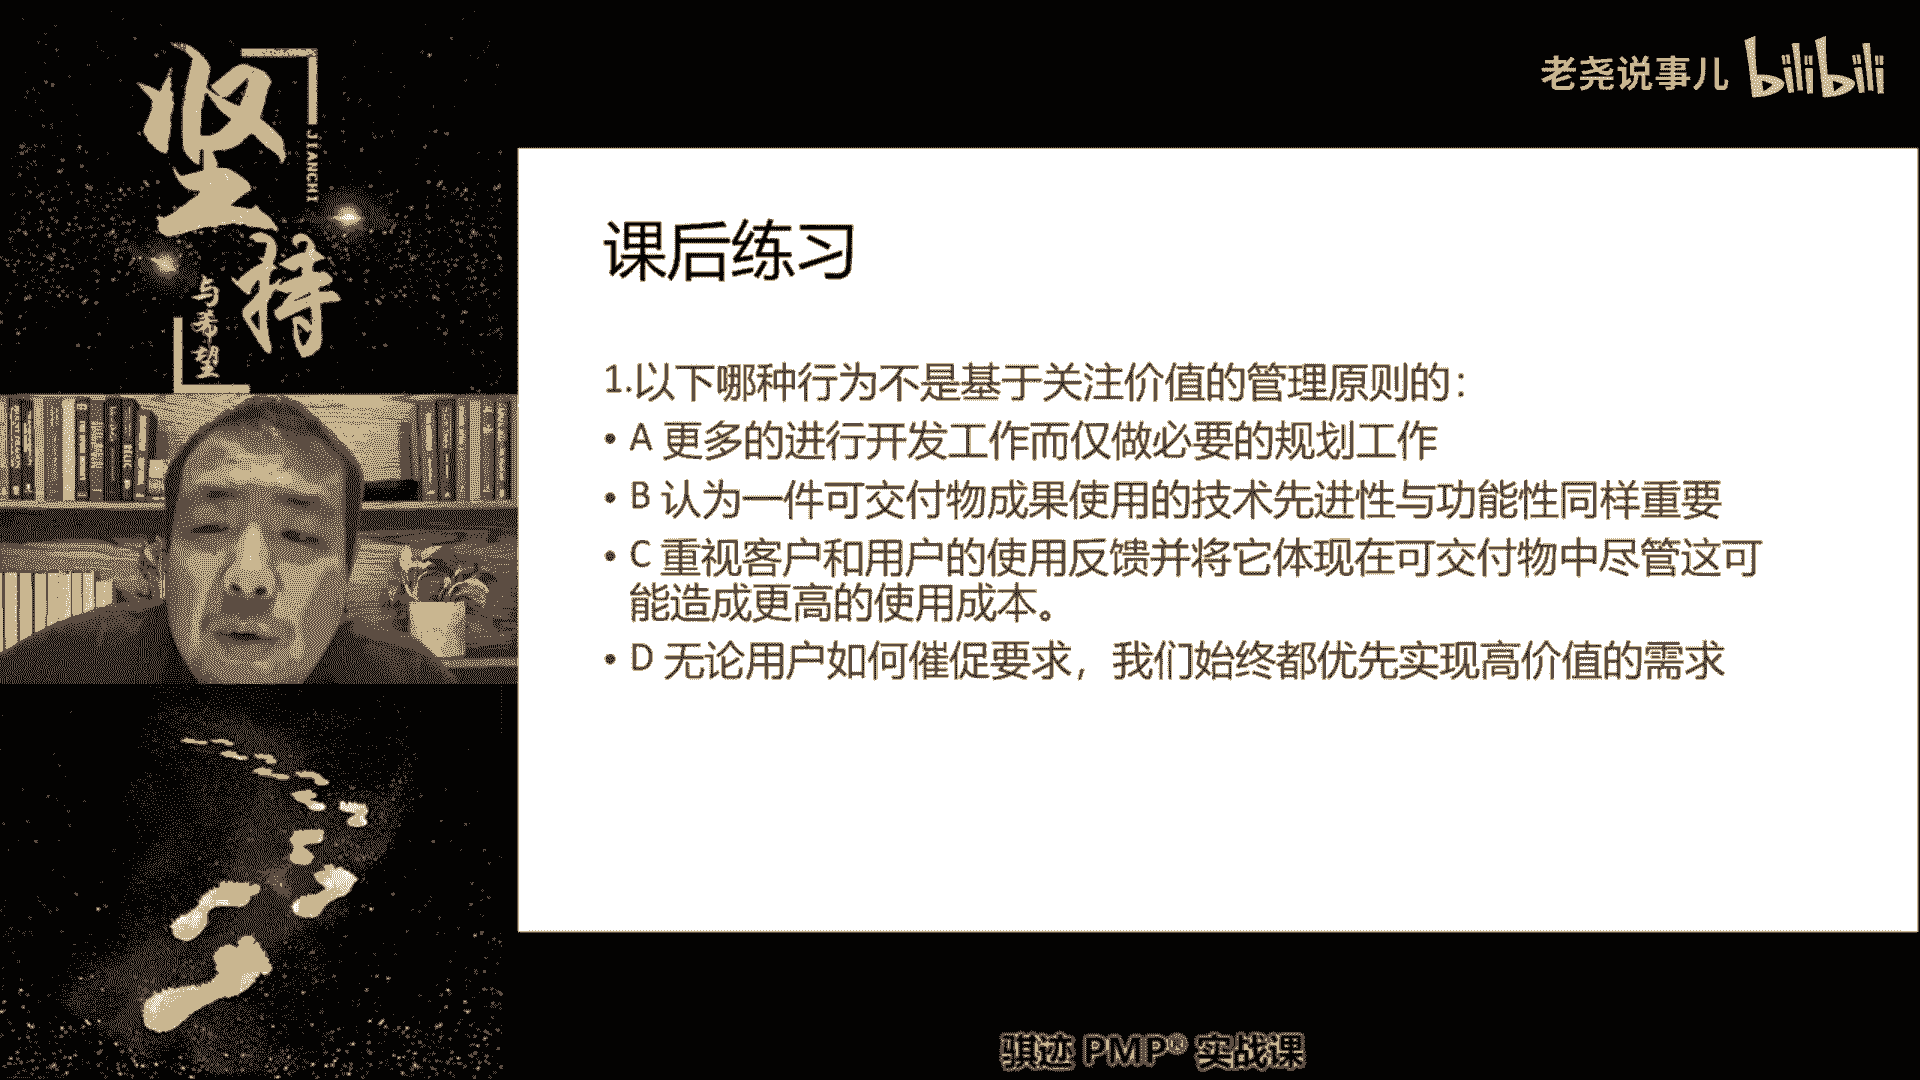 坚持
JIANCHI
与希望
老尧说事儿 bilibili
课后练习
1.以下哪种行为不是基于关注价值的管理原则的：
• A 更多的进行开发工作而仅做必要的规划工作
• B 认为一件可交付物成果使用的技术先进性与功能性同样重要
• C 重视客户和用户的使用反馈并将它体现在可交付物中尽管这可
能造成更高的使用成本。
• D 无论用户如何催促要求，我们始终都优先实现高价值的需求
骐迹 PMP® 实战课